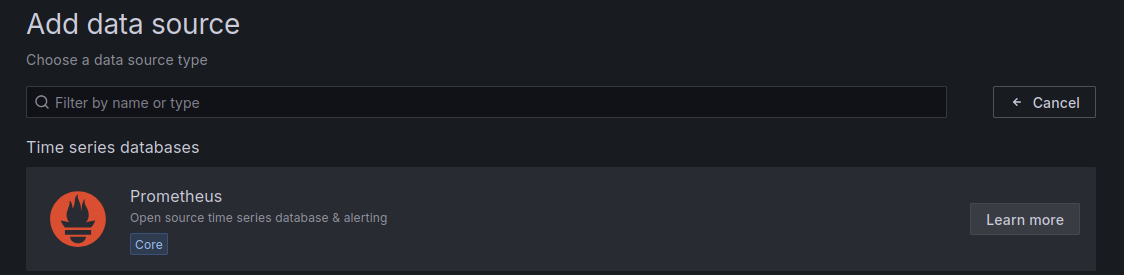 Add data source
Choose a data source type
Filter by name or type
Cancel
Time series databases
Prometheus
Open source time series database & alerting
Core
Learn more